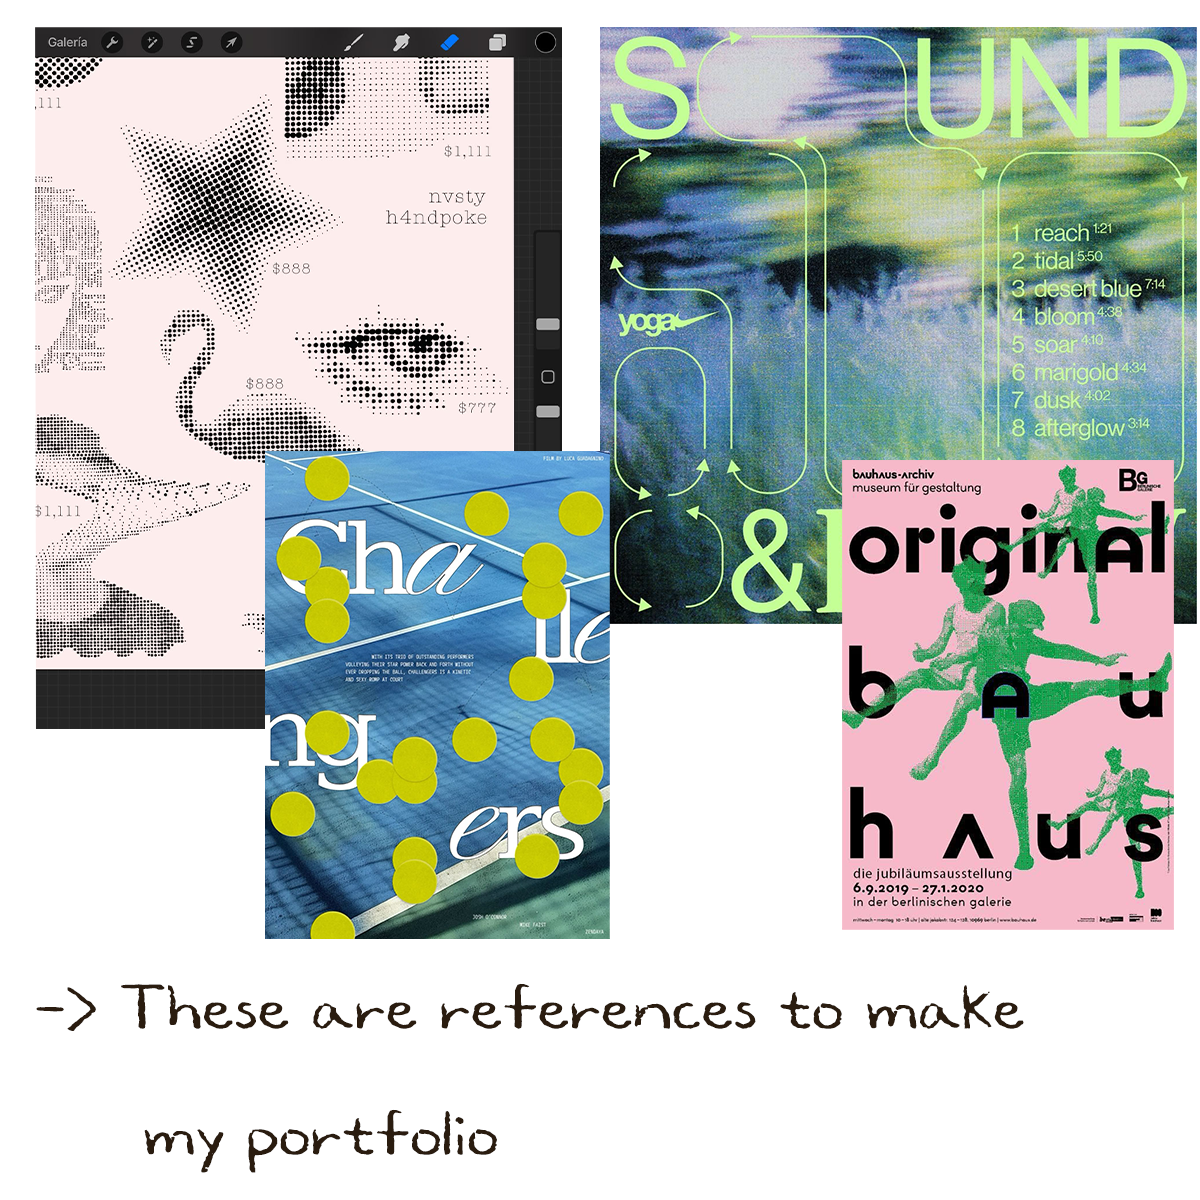 Galería
,111
$1,111
nvsty
h4ndpoke
$888
$888
$777
$1,111
S UND
1 reach 1:21
2 tidal 5:50
3 desert blue 7:14
4 bloom 4:38
5 soar 4:10
6 marigold 4:34
7 dusk 4:02
8 afterglow 3:14
yoga
&
FILM BY LUCA GUADAGNINO
Cha
lle
WITH ITS TRIO OF OUTSTANDING PERFORMERS
VOLLEYING THEIR STAR POWER BACK AND FORTH WITHOUT
EVER DROPPING THE BALL, CHALLENGERS IS A KINETIC
AND SEXY ROMP AT COURT
ng
ers
JOSH O'CONNOR
MIKE FAIST
ZENDAYA
bauhaus-archiv
museum für gestaltung
BG
BERLINISCHE
GALERIE
original
bau
haus
die jubiläumsausstellung
6.9.2019 – 27.1.2020
in der berlinischen galerie
mittwoch – montag 10 – 18 uhr | alte jakobstr. 124 – 128, 10969 berlin | www.bauhaus.de
-> These are references to make
my portfolio